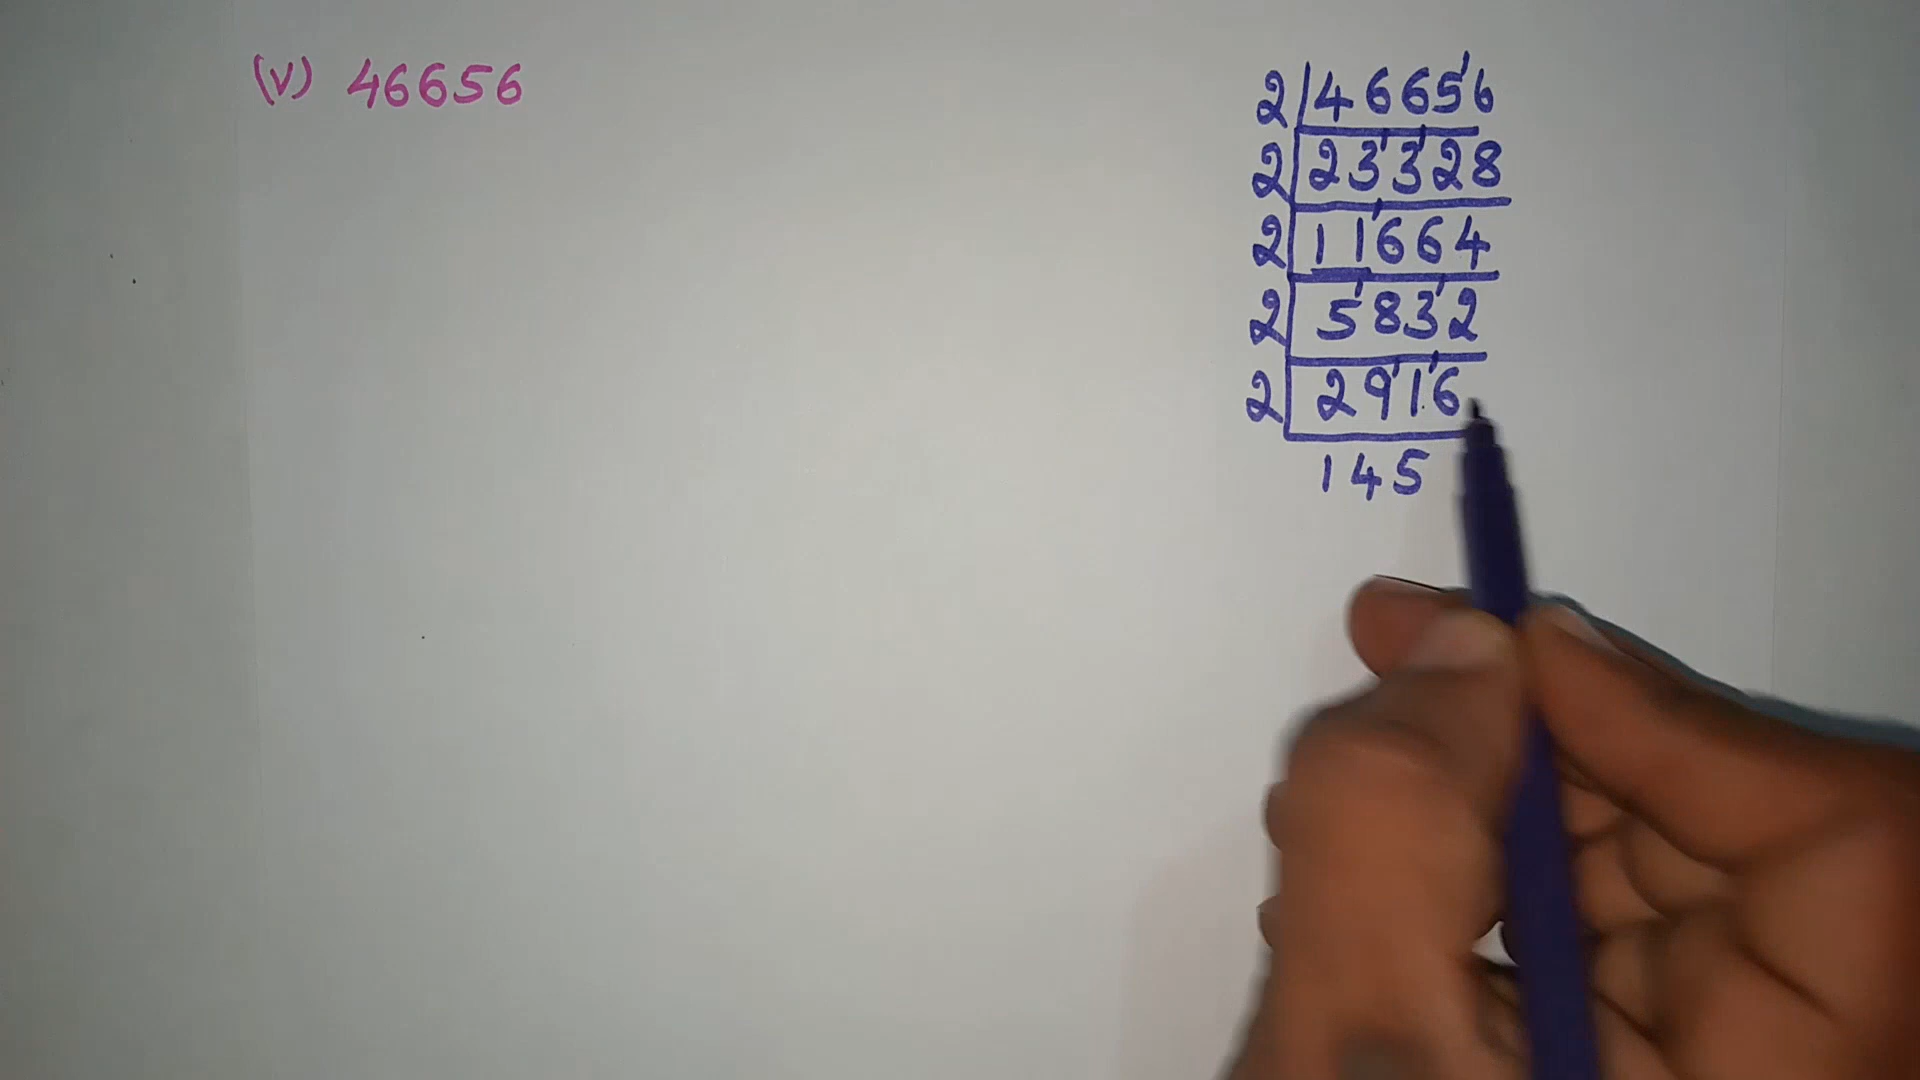 (v) 46656
2 | 46656
2 | 23328
2 | 11664
2 | 5832
2 | 2916
145